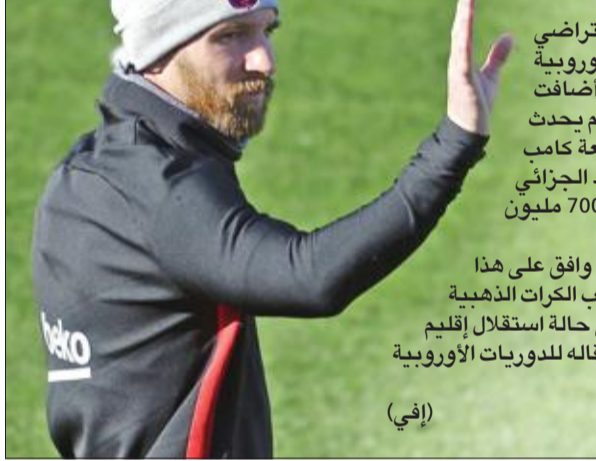 تراضي
وروبية
أضافت
م يحدث
عة كامب
الجزائي
700 مليون
وافق على هذا
ب الكرات الذهبية
حالة استقلال إقليم
قاله للدوريات الأوروبية
(إفي)
beko